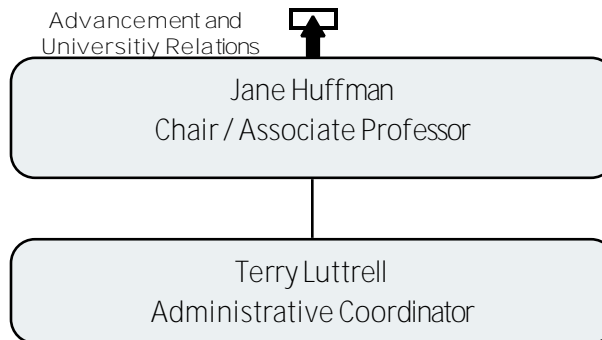 Advancement and
Universitiy Relations
Jane Huffman
Chair / Associate Professor
Terry Luttrell
Administrative Coordinator